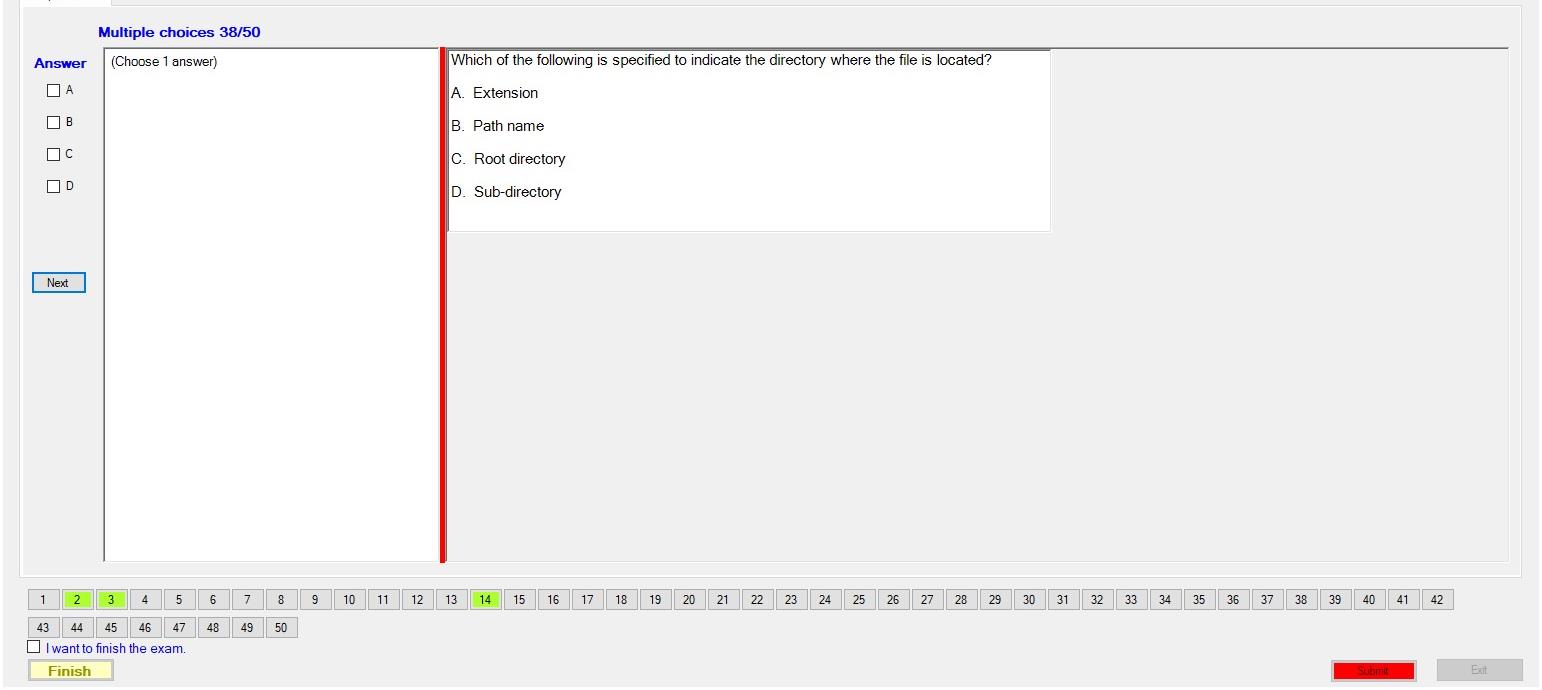 Multiple choices 38/50
Answer
(Choose 1 answer)
A
B
C
D
Next
Which of the following is specified to indicate the directory where the file is located?
A. Extension
B. Path name
C. Root directory
D. Sub-directory
1 2 3 4 5 6 7 8 9 10 11 12 13 14 15 16 17 18 19 20 21 22 23 24 25 26 27 28 29 30 31 32 33 34 35 36 37 38 39 40 41 42
43 44 45 46 47 48 49 50
I want to finish the exam.
Finish
Submit
Exit